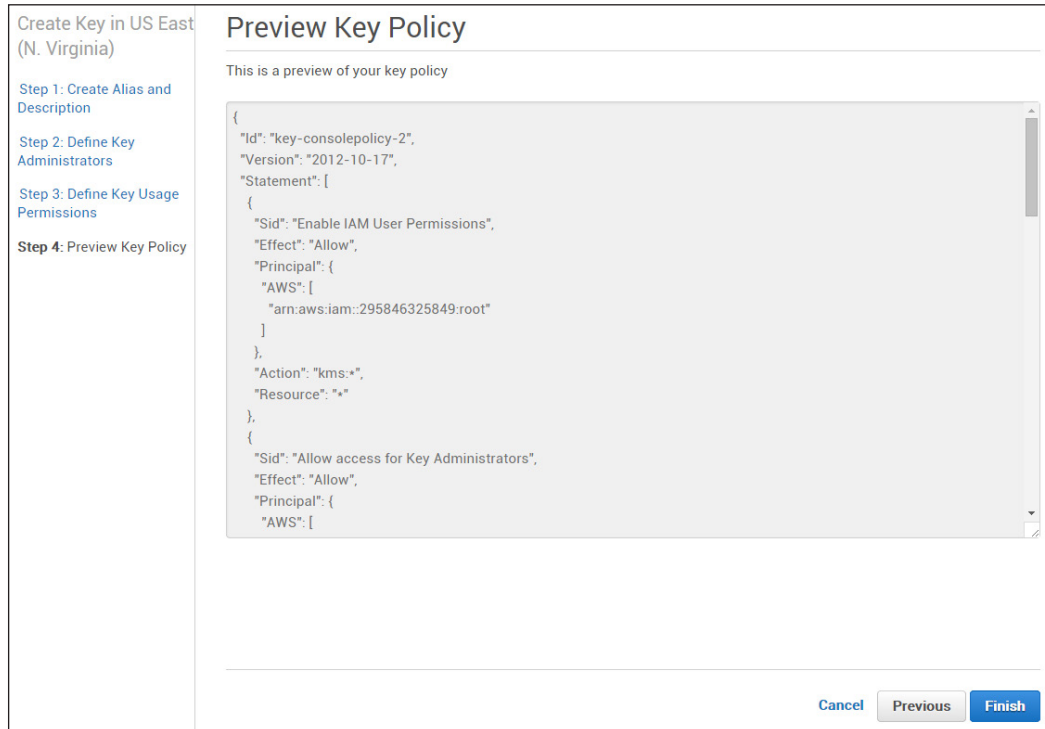 Create Key in US East
(N. Virginia)
Step 1: Create Alias and
Description
Step 2: Define Key
Administrators
Step 3: Define Key Usage
Permissions
Step 4: Preview Key Policy
Preview Key Policy
This is a preview of your key policy
{
"Id": "key-consolepolicy-2",
"Version": "2012-10-17",
"Statement": [
{
"Sid": "Enable IAM User Permissions",
"Effect": "Allow",
"Principal": {
"AWS": [
"arn:aws:iam::295846325849:root"
]
},
"Action": "kms:*",
"Resource": "*"
},
{
"Sid": "Allow access for Key Administrators",
"Effect": "Allow",
"Principal": {
"AWS": [
Cancel
Previous
Finish